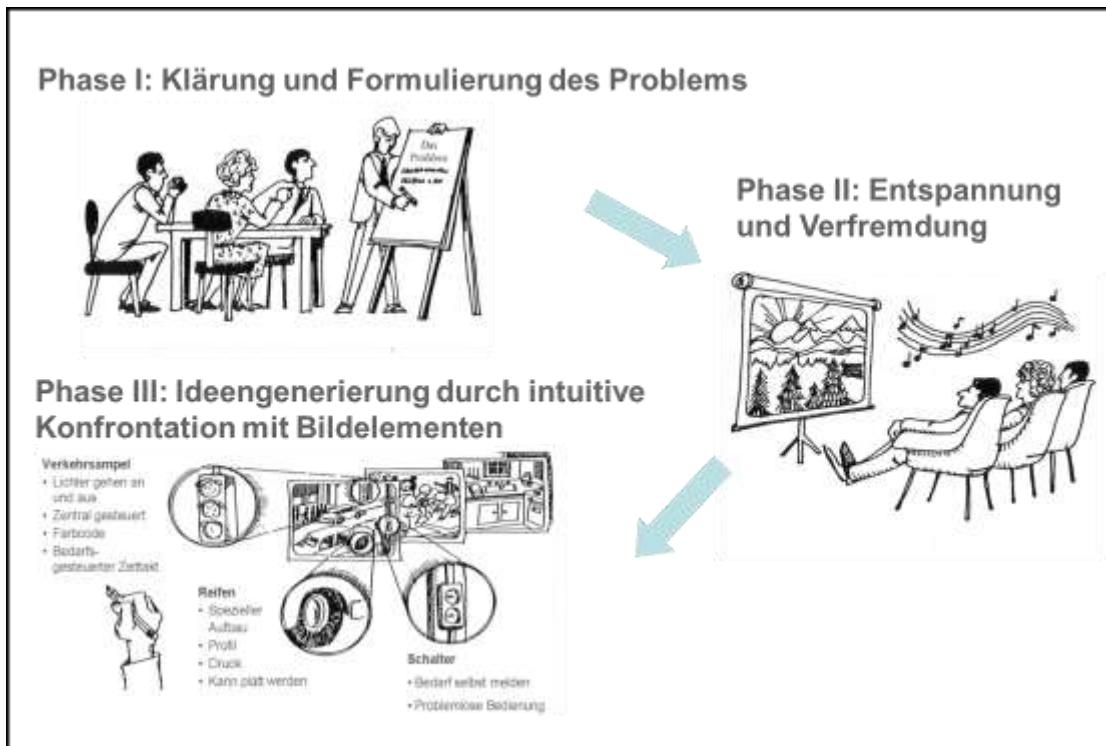 Phase I: Klärung und Formulierung des Problems
Das
Problem
Phase II: Entspannung
und Verfremdung
Phase III: Ideengenerierung durch intuitive
Konfrontation mit Bildelementen
Verkehrsampel
• Lichter gehen an
und aus
• Zentral gesteuert
• Farbcode
• Bedarfs-
gesteuerter Zeittakt
Reifen
• Spezieller
Aufbau
• Profil
• Druck
• Kann platt werden
Schalter
• Bedarf selbst melden
• Problemlose Bedienung